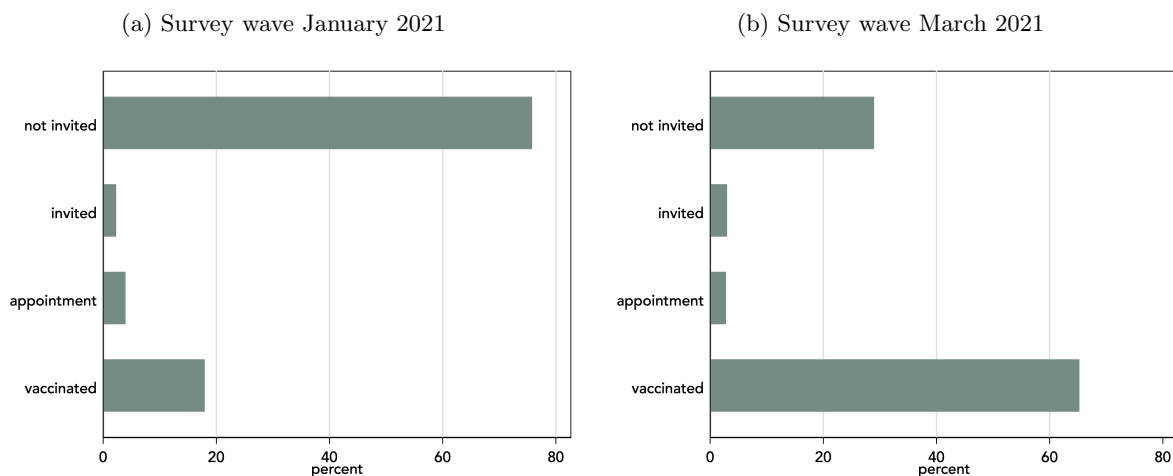 (a) Survey wave January 2021
not invited
invited
appointment
vaccinated
0 20 40 60 80
percent
(b) Survey wave March 2021
not invited
invited
appointment
vaccinated
0 20 40 60 80
percent